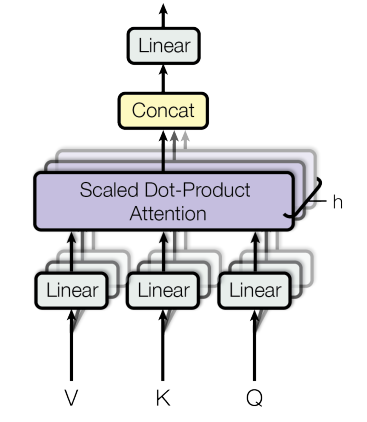 Linear
Concat
Scaled Dot-Product
Attention
h
Linear
Linear
Linear
V
K
Q